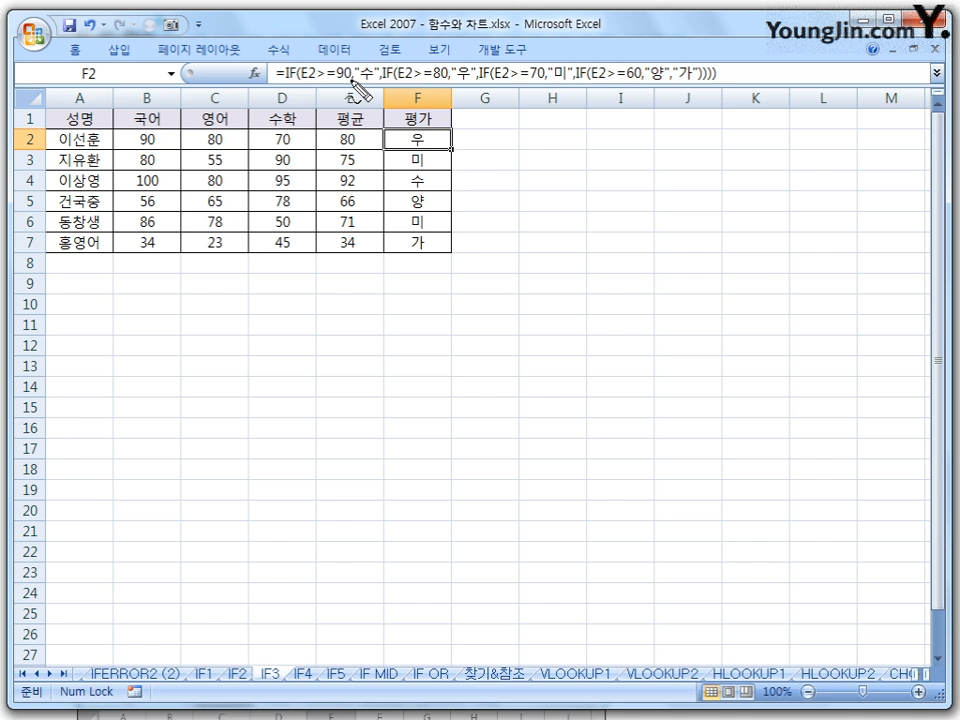 Excel 2007 - 함수와 차트.xlsx - Microsoft Excel
YoungJin.com Y.
홈 삽입 페이지 레이아웃 수식 데이터 검토 보기 개발 도구
F2 fx =IF(E2>=90,"수",IF(E2>=80,"우",IF(E2>=70,"미",IF(E2>=60,"양","가"))))
A B C D F G H I J K L M
1 성명 국어 영어 수학 평균 평가
2 이선훈 90 80 70 80 우
3 지유환 80 55 90 75 미
4 이상영 100 80 95 92 수
5 건국중 56 65 78 66 양
6 동창생 86 78 50 71 미
7 홍영어 34 23 45 34 가
8
9
10
11
12
13
14
15
16
17
18
19
20
21
22
23
24
25
26
27
IFERROR2 (2) IF1 IF2 IF3 IF4 IF5 IF MID IF OR 찾기&참조 VLOOKUP1 VLOOKUP2 HLOOKUP1 HLOOKUP2
준비 Num Lock 100%